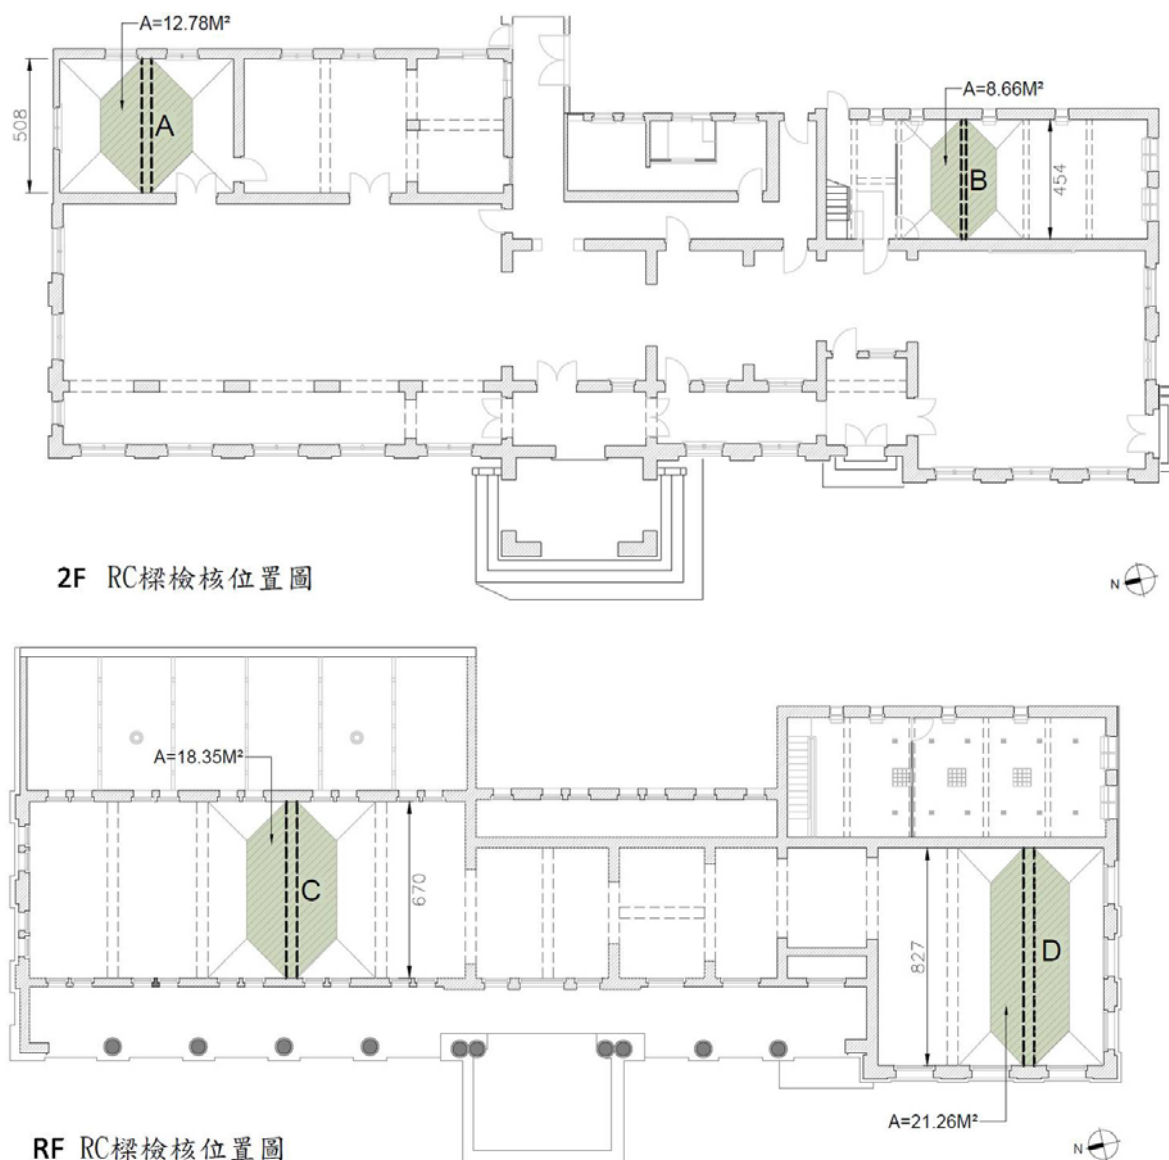 A=12.78M²
A=8.66M²
508
A
B
454
2F RC樑檢核位置圖
N
A=18.35M²
C
670
827
D
A=21.26M²
RF RC樑檢核位置圖
N